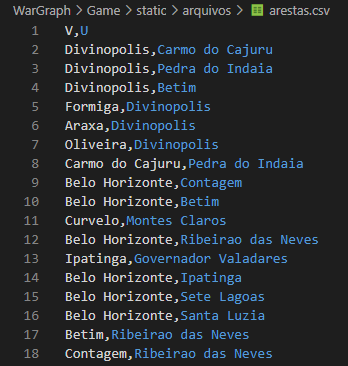 WarGraph > Game > static > arquivos > arestas.csv
1 V,U
2 Divinopolis,Carmo do Cajuru
3 Divinopolis,Pedra do Indaia
4 Divinopolis,Betim
5 Formiga,Divinopolis
6 Araxa,Divinopolis
7 Oliveira,Divinopolis
8 Carmo do Cajuru,Pedra do Indaia
9 Belo Horizonte,Contagem
10 Belo Horizonte,Betim
11 Curvelo,Montes Claros
12 Belo Horizonte,Ribeirao das Neves
13 Ipatinga,Governador Valadares
14 Belo Horizonte,Ipatinga
15 Belo Horizonte,Sete Lagoas
16 Belo Horizonte,Santa Luzia
17 Betim,Ribeirao das Neves
18 Contagem,Ribeirao das Neves